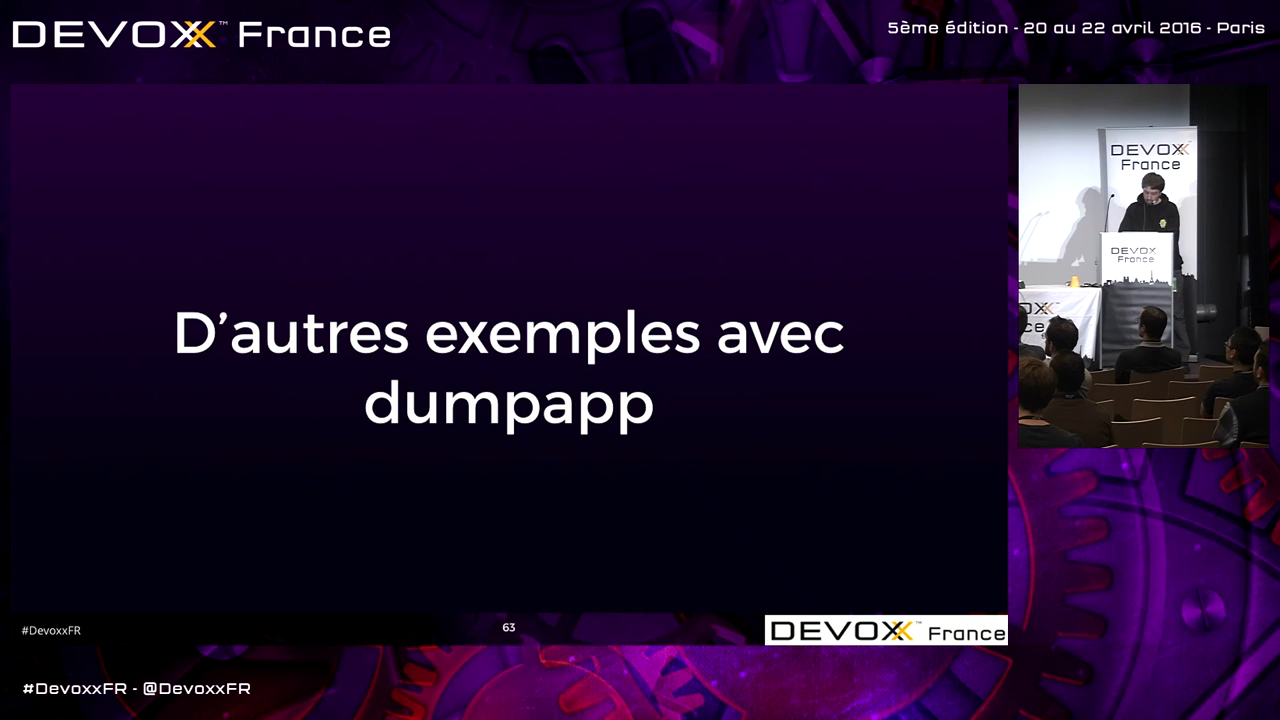 DEVOXX™ France
5ème édition - 20 au 22 avril 2016 - Paris
D’autres exemples avec
dumpapp
#DevoxxFR
63
DEVOXX France
#DevoxxFR - @DevoxxFR
DEVOXX
France
DEVOXX
France